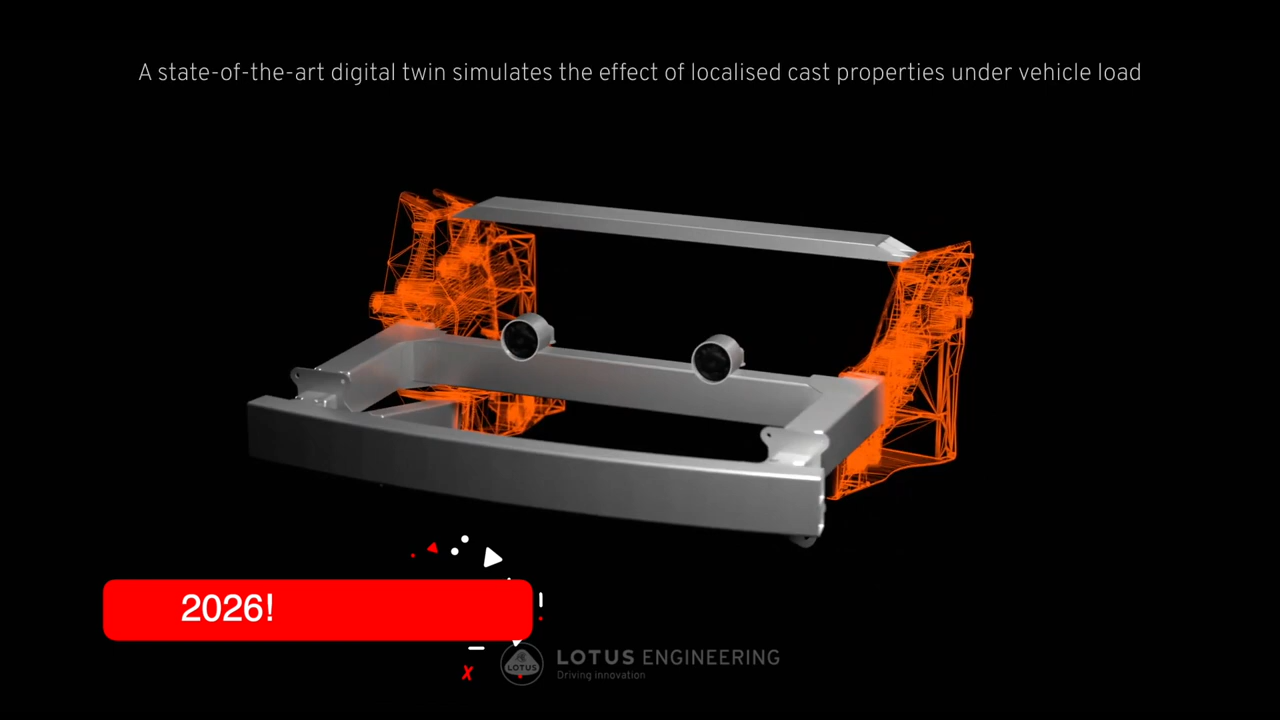 A state-of-the-art digital twin simulates the effect of localised cast properties under vehicle load
2026!
LOTUS
LOTUS ENGINEERING
Driving innovation